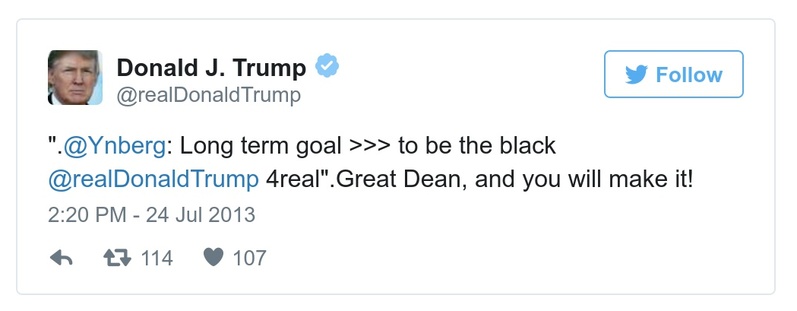 Donald J. Trump
@realDonaldTrump
Follow
".@Ynberg: Long term goal >>> to be the black
@realDonaldTrump 4real".Great Dean, and you will make it!
2:20 PM - 24 Jul 2013
114 107